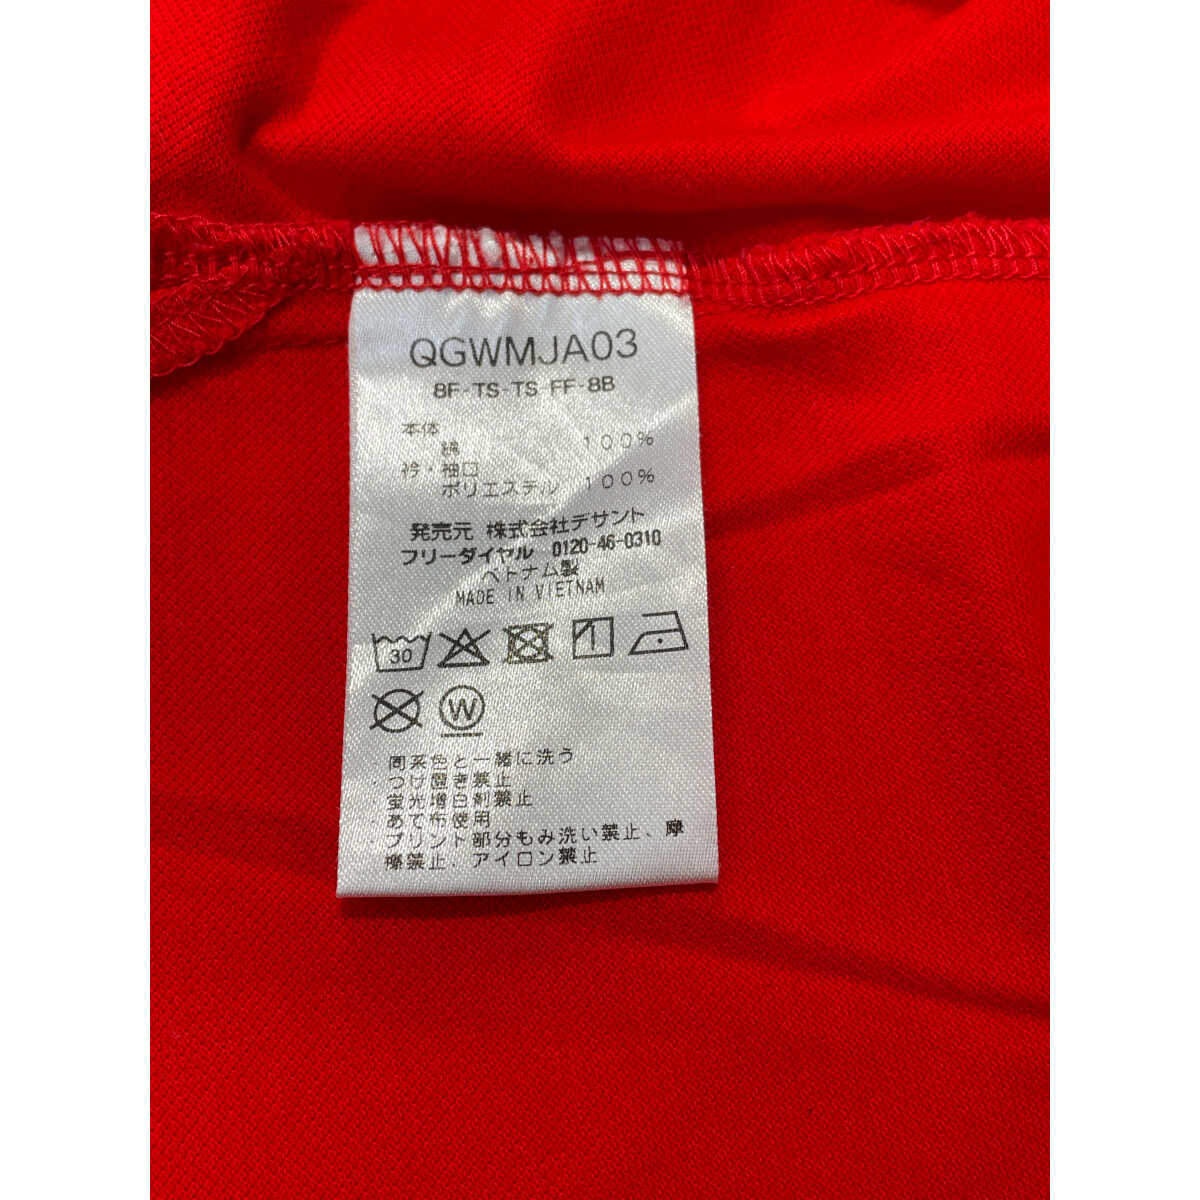 QGWMJA03
8F-TS-TS-FF-8B
本体
綿 100%
衿・袖口
ポリエステル 100%
発売元 株式会社デサント
フリーダイヤル 0120-46-0310
ベトナム製
MADE IN VIETNAM
30
W
・同系色と一緒に洗う
・つけ置き禁止
・蛍光増白剤禁止
・あて布使用
・プリント部分もみ洗い禁止、摩
擦禁止、アイロン禁止